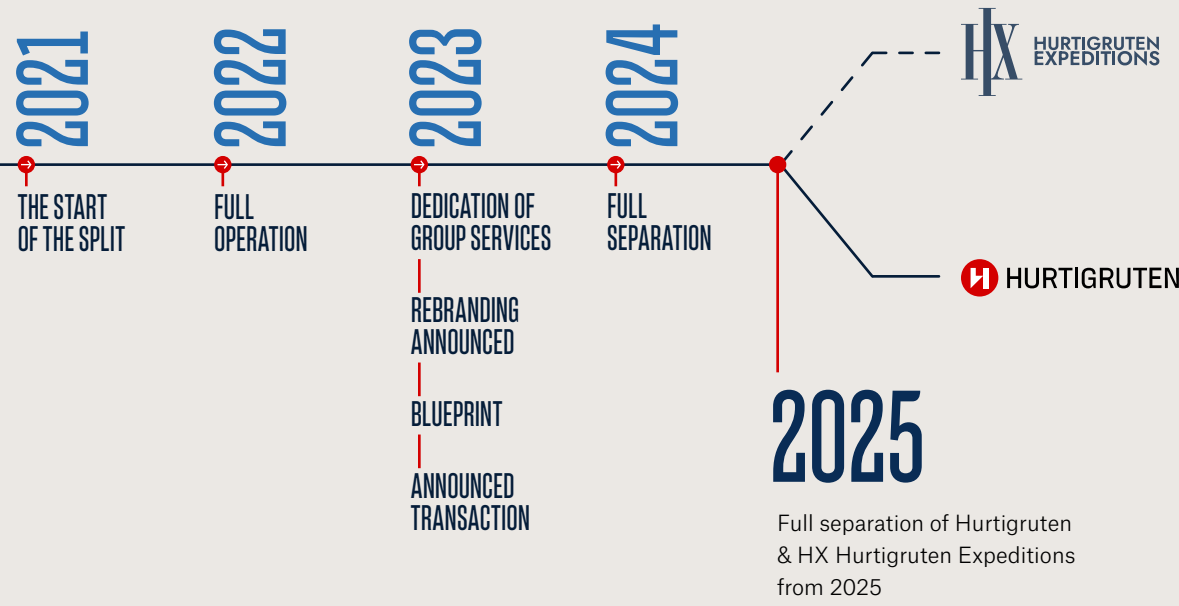 2021
THE START
OF THE SPLIT
2022
FULL
OPERATION
2023
DEDICATION OF
GROUP SERVICES
REBRANDING
ANNOUNCED
BLUEPRINT
ANNOUNCED
TRANSACTION
2024
FULL
SEPARATION
HX HURTIGRUTEN
EXPEDITIONS
HURTIGRUTEN
2025
Full separation of Hurtigruten
& HX Hurtigruten Expeditions
from 2025